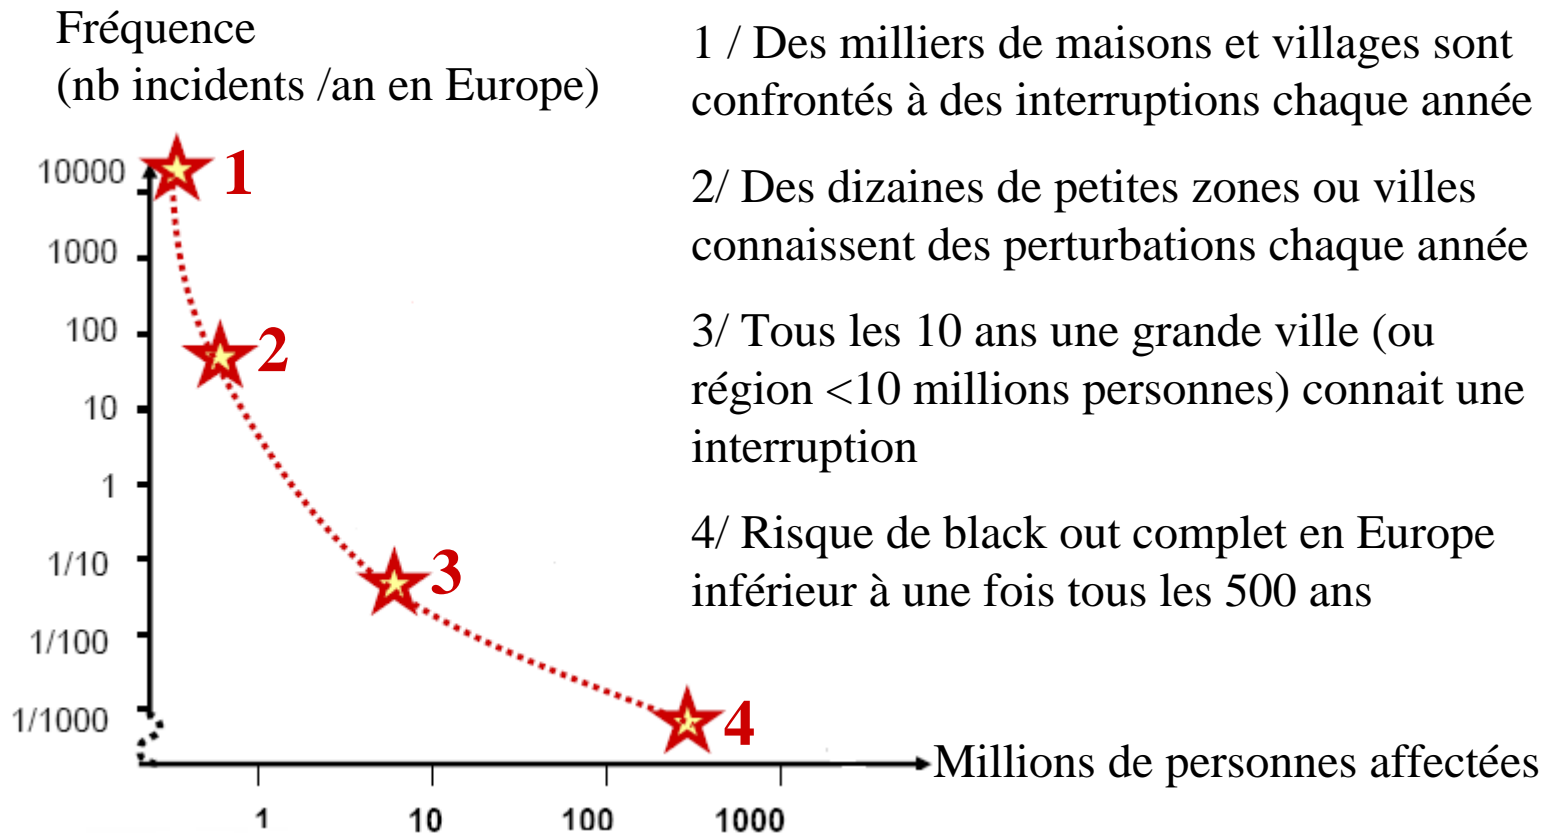 Fréquence
(nb incidents /an en Europe)
10000
1000
100
10
1
1/10
1/100
1/1000
1
2
3
4
1
10
100
1000
Millions de personnes affectées
1 / Des milliers de maisons et villages sont
confrontés à des interruptions chaque année
2/ Des dizaines de petites zones ou villes
connaissent des perturbations chaque année
3/ Tous les 10 ans une grande ville (ou
région <10 millions personnes) connait une
interruption
4/ Risque de black out complet en Europe
inférieur à une fois tous les 500 ans